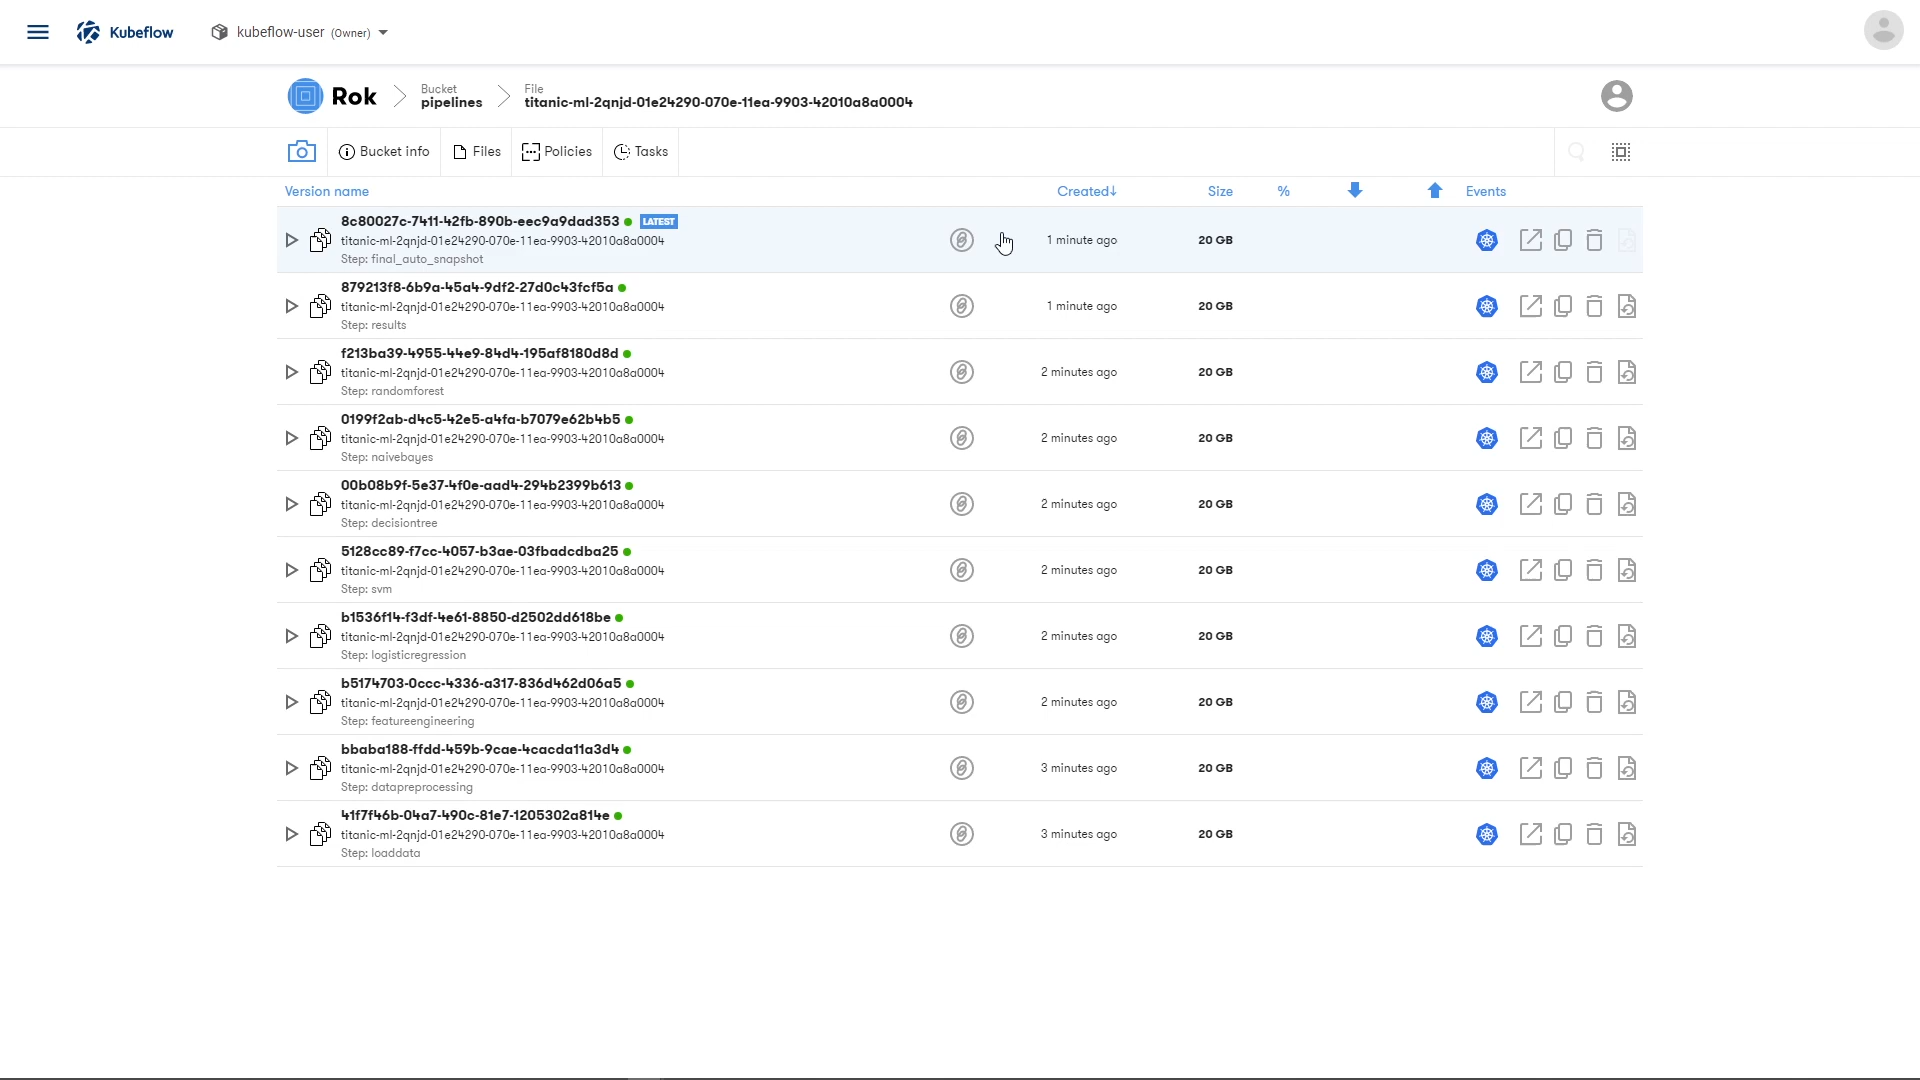 Kubeflow
kubeflow-user (Owner)
Rok
Bucket
pipelines
File
titanic-ml-2qnjd-01e24290-070e-11ea-9903-42010a8a0004
Bucket info
Files
Policies
Tasks
Version name Created↓ Size % Events
8c80027c-7411-42fb-890b-eec9a9dad353 LATEST
titanic-ml-2qnjd-01e24290-070e-11ea-9903-42010a8a0004 1 minute ago 20 GB
Step: final_auto_snapshot
879213f8-6b9a-45a4-9df2-27d0c43fcf5a
titanic-ml-2qnjd-01e24290-070e-11ea-9903-42010a8a0004 1 minute ago 20 GB
Step: results
f213ba39-4955-44e9-84d4-195af8180d8d
titanic-ml-2qnjd-01e24290-070e-11ea-9903-42010a8a0004 2 minutes ago 20 GB
Step: randomforest
0199f2ab-d4c5-42e5-a4fa-b7079e62b4b5
titanic-ml-2qnjd-01e24290-070e-11ea-9903-42010a8a0004 2 minutes ago 20 GB
Step: naivebayes
00b08b9f-5e37-4f0e-aad4-294b2399b613
titanic-ml-2qnjd-01e24290-070e-11ea-9903-42010a8a0004 2 minutes ago 20 GB
Step: decisiontree
5128cc89-f7cc-4057-b3ae-03fbadcdba25
titanic-ml-2qnjd-01e24290-070e-11ea-9903-42010a8a0004 2 minutes ago 20 GB
Step: svm
b1536f14-f3df-4e61-8850-d2502dd618be
titanic-ml-2qnjd-01e24290-070e-11ea-9903-42010a8a0004 2 minutes ago 20 GB
Step: logisticregression
b5174703-0ccc-4336-a317-836d462d06a5
titanic-ml-2qnjd-01e24290-070e-11ea-9903-42010a8a0004 2 minutes ago 20 GB
Step: featureengineering
bbaba188-ffdd-459b-9cae-4cacda11a3d4
titanic-ml-2qnjd-01e24290-070e-11ea-9903-42010a8a0004 3 minutes ago 20 GB
Step: datapreprocessing
41f7f46b-04a7-490c-81e7-1205302a814e
titanic-ml-2qnjd-01e24290-070e-11ea-9903-42010a8a0004 3 minutes ago 20 GB
Step: loaddata